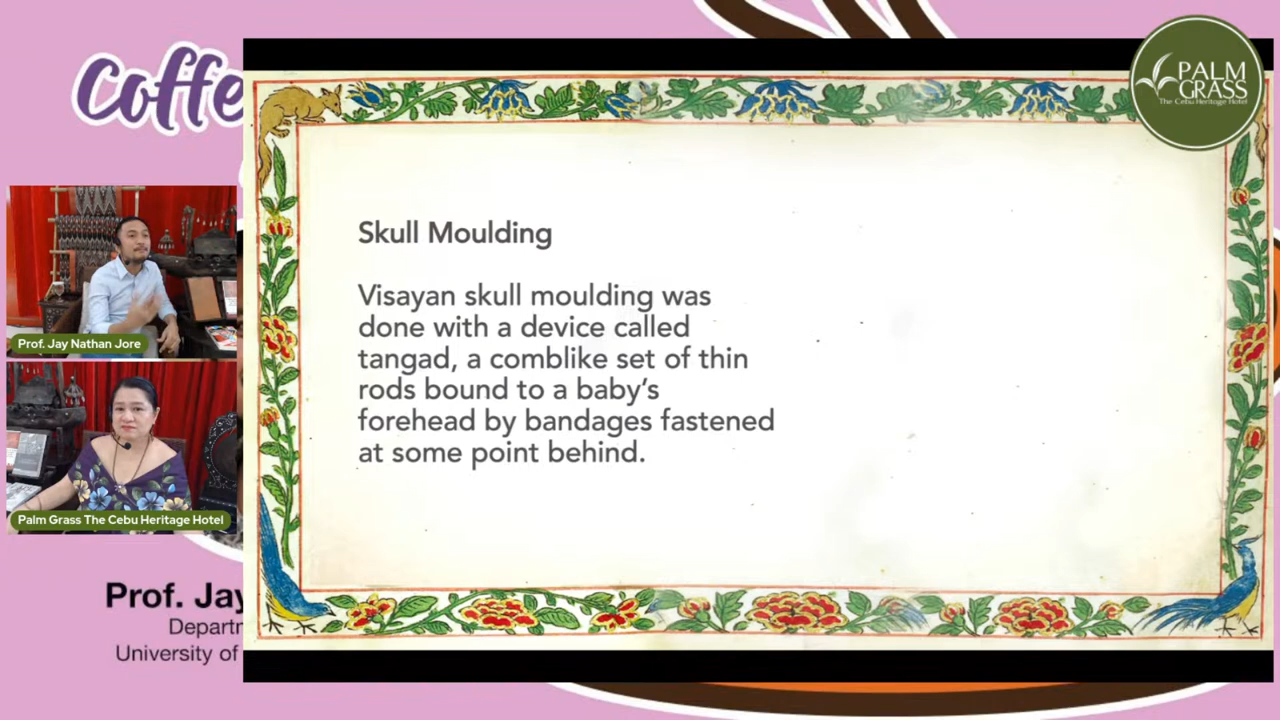 Coffe
PALM
GRASS
The Cebu Heritage Hotel
Skull Moulding
Visayan skull moulding was
done with a device called
tangad, a comblike set of thin
rods bound to a baby’s
forehead by bandages fastened
at some point behind.
Prof. Jay Nathan Jore
Palm Grass The Cebu Heritage Hotel
Prof. Jay
Departn
University of